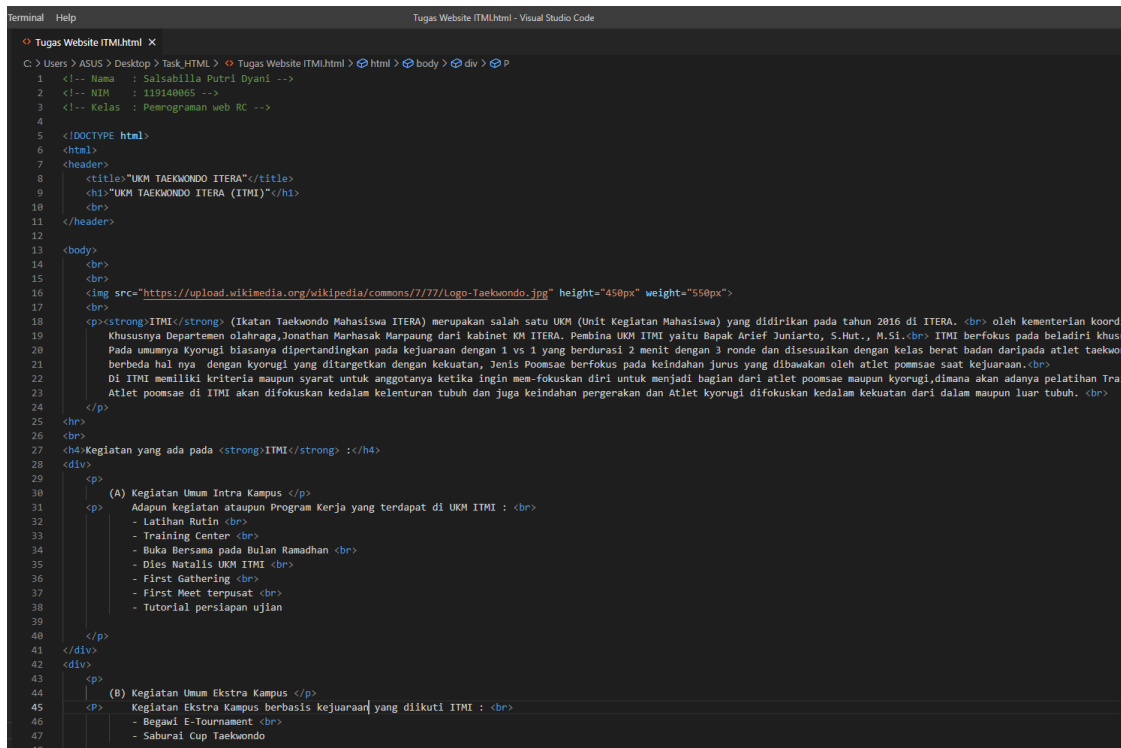 Terminal Help Tugas Website ITMI.html - Visual Studio Code
<> Tugas Website ITMI.html ×
C: > Users > ASUS > Desktop > Task_HTML > <> Tugas Website ITMI.html > html > body > div > P
1 <!-- Nama : Salsabilla Putri Dyani -->
2 <!-- NIM : 119140065 -->
3 <!-- Kelas : Pemrograman web RC -->
4
5 <!DOCTYPE html>
6 <html>
7 <header>
8 <title>"UKM TAEKWONDO ITERA"</title>
9 <h1>"UKM TAEKWONDO ITERA (ITMI)"</h1>
10 <br>
11 </header>
12
13 <body>
14 <br>
15 <br>
16 <img src="https://upload.wikimedia.org/wikipedia/commons/7/77/Logo-Taekwondo.jpg" height="450px" weight="550px">
17 <br>
18 <p><strong>ITMI</strong> (Ikatan Taekwondo Mahasiswa ITERA) merupakan salah satu UKM (Unit Kegiatan Mahasiswa) yang didirikan pada tahun 2016 di ITERA. <br> oleh kementerian koord
19 Khususnya Departemen olahraga,Jonathan Marhasak Marpaung dari kabinet KM ITERA. Pembina UKM ITMI yaitu Bapak Arief Juniarto, S.Hut., M.Si.<br> ITMI berfokus pada beladiri khus
20 Pada umumnya Kyorugi biasanya dipertandingkan pada kejuaraan dengan 1 vs 1 yang berdurasi 2 menit dengan 3 ronde dan disesuaikan dengan kelas berat badan daripada atlet taekwo
21 berbeda hal nya dengan kyorugi yang ditargetkan dengan kekuatan, Jenis Poomsae berfokus pada keindahan jurus yang dibawakan oleh atlet pommsae saat kejuaraan.<br>
22 Di ITMI memiliki kriteria maupun syarat untuk anggotanya ketika ingin mem-fokuskan diri untuk menjadi bagian dari atlet poomsae maupun kyorugi,dimana akan adanya pelatihan Tra
23 Atlet poomsae di ITMI akan difokuskan kedalam kelenturan tubuh dan juga keindahan pergerakan dan Atlet kyorugi difokuskan kedalam kekuatan dari dalam maupun luar tubuh. <br>
24 </p>
25 <hr>
26 <br>
27 <h4>Kegiatan yang ada pada <strong>ITMI</strong> :</h4>
28 <div>
29 <p>
30 (A) Kegiatan Umum Intra Kampus </p>
31 <p> Adapun kegiatan ataupun Program Kerja yang terdapat di UKM ITMI : <br>
32 - Latihan Rutin <br>
33 - Training Center <br>
34 - Buka Bersama pada Bulan Ramadhan <br>
35 - Dies Natalis UKM ITMI <br>
36 - First Gathering <br>
37 - First Meet terpusat <br>
38 - Tutorial persiapan ujian
39
40 </p>
41 </div>
42 <div>
43 <p>
44 (B) Kegiatan Umum Ekstra Kampus </p>
45 <P> Kegiatan Ekstra Kampus berbasis kejuaraan yang diikuti ITMI : <br>
46 - Begawi E-Tournament <br>
47 - Saburai Cup Taekwondo